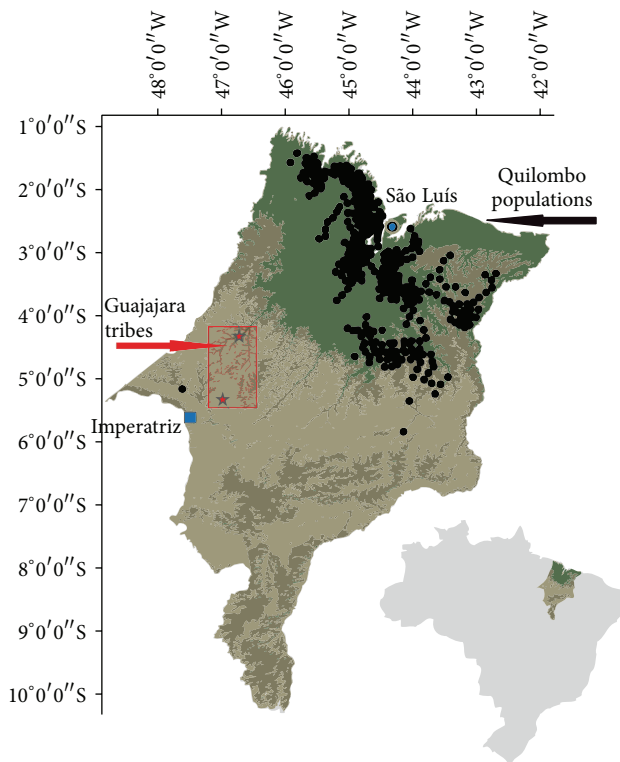 48°0′0″W
47°0′0″W
46°0′0″W
45°0′0″W
44°0′0″W
43°0′0″W
42°0′0″W
1°0′0″S
2°0′0″S
3°0′0″S
4°0′0″S
5°0′0″S
6°0′0″S
7°0′0″S
8°0′0″S
9°0′0″S
10°0′0″S
São Luís
Quilombo
populations
Guajajara
tribes
Imperatriz